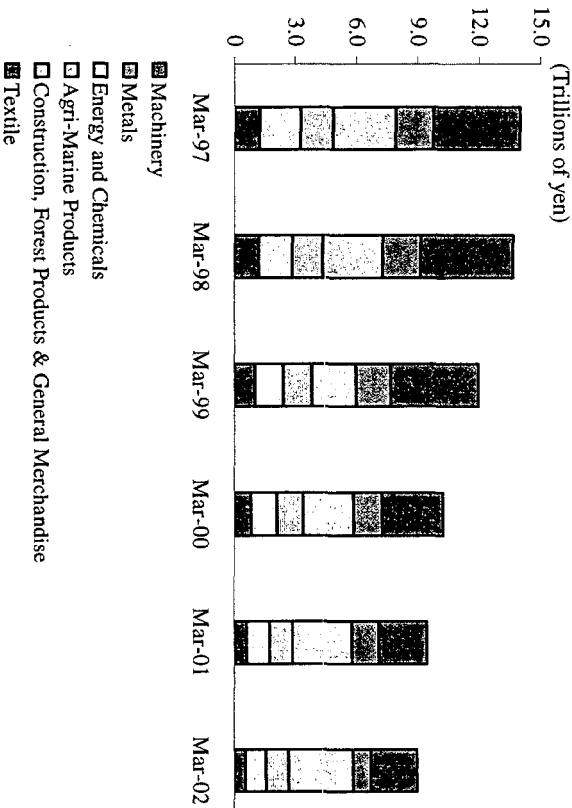 (Trillions of yen)
15.0
12.0
9.0
6.0
3.0
0
Mar-97 Mar-98 Mar-99 Mar-00 Mar-01 Mar-02
Machinery
Metals
Energy and Chemicals
Agri-Marine Products
Construction, Forest Products & General Merchandise
Textile